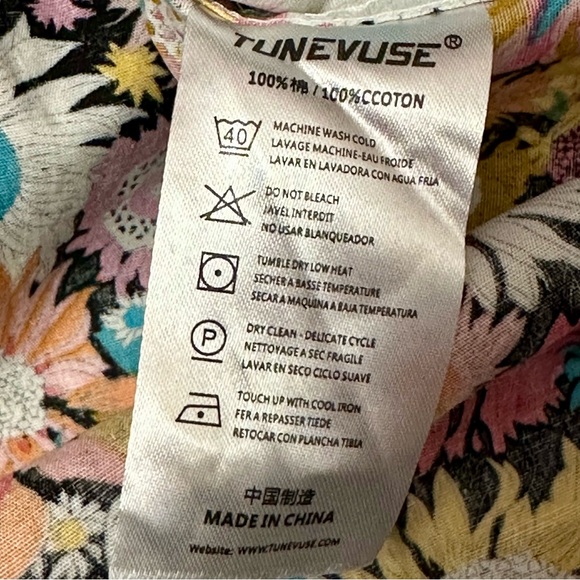 TUNEVUSE®
100%棉 / 100%CCOTON
40
MACHINE WASH COLD
LAVAGE MACHINE-EAU FROIDE
LAVAR EN LAVADORA CON AGUA FRIA
DO NOT BLEACH
JAVEL INTERDIT
NO USAR BLANQUEADOR
TUMBLE DRY LOW HEAT
SECHER A BASSE TEMPERATURE
SECAR A MAQUINA A BAJA TEMPERATURA
P
DRY CLEAN - DELICATE CYCLE
NETTOYAGE A SEC FRAGILE
LAVAR EN SECO CICLO SUAVE
TOUCH UP WITH COOL IRON
FER A REPASSER TIEDE
RETOCAR CON PLANCHA TIBLA
中国制造
MADE IN CHINA
Website: WWW.TUNEVUSE.COM